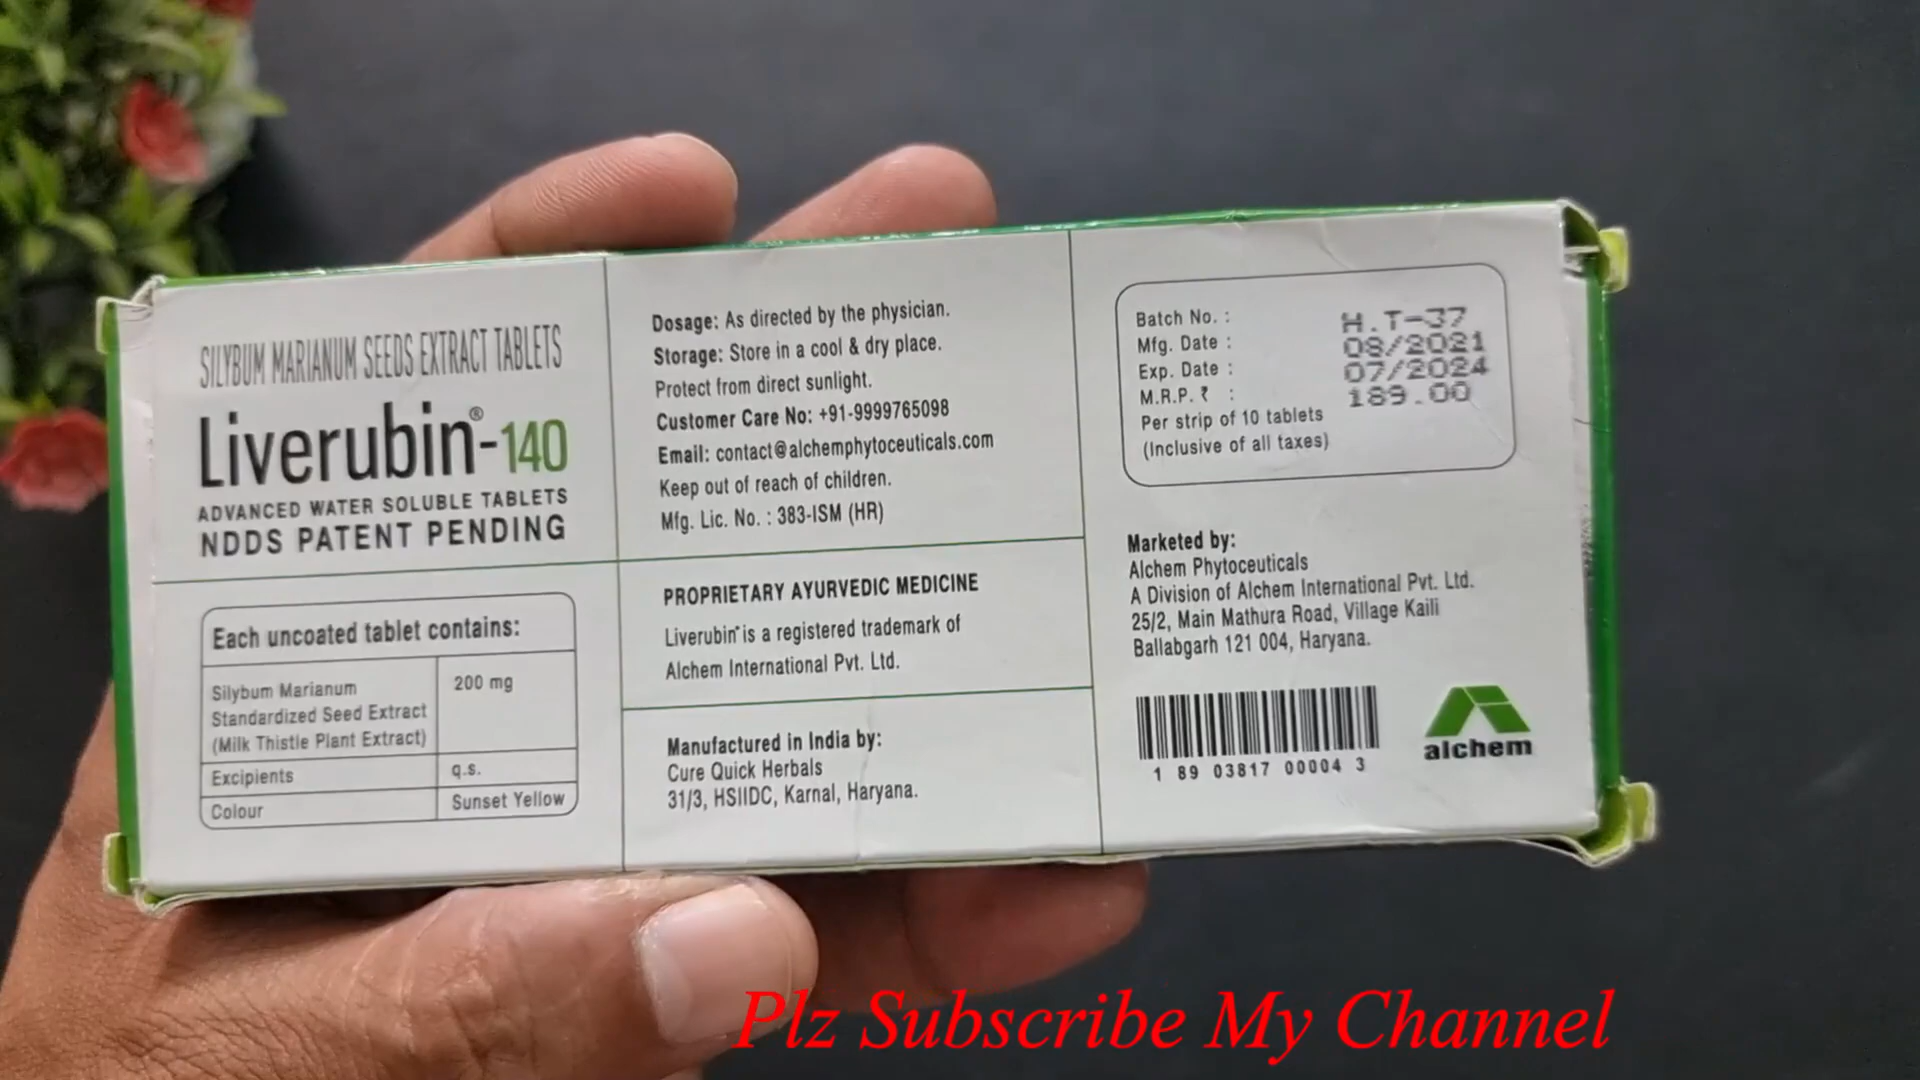 SILYBUM MARIANUM SEEDS EXTRACT TABLETS
Liverubin®-140
ADVANCED WATER SOLUBLE TABLETS
NDDS PATENT PENDING
Each uncoated tablet contains:
Silybum Marianum 200 mg
Standardized Seed Extract
(Milk Thistle Plant Extract)
Excipients q.s.
Colour Sunset Yellow
Dosage: As directed by the physician.
Storage: Store in a cool & dry place.
Protect from direct sunlight.
Customer Care No: +91-9999765098
Email: contact@alchemphytoceuticals.com
Keep out of reach of children.
Mfg. Lic. No. : 383-ISM (HR)
PROPRIETARY AYURVEDIC MEDICINE
Liverubin® is a registered trademark of
Alchem International Pvt. Ltd.
Manufactured in India by:
Cure Quick Herbals
31/3, HSIIDC, Karnal, Haryana.
Batch No. : H.T-37
Mfg. Date : 08/2021
Exp. Date : 07/2024
M.R.P. ₹ : 189.00
Per strip of 10 tablets
(Inclusive of all taxes)
Marketed by:
Alchem Phytoceuticals
A Division of Alchem International Pvt. Ltd.
25/2, Main Mathura Road, Village Kaili
Ballabgarh 121 004, Haryana.
1 89 03817 00004 3
alchem
Plz Subscribe My Channel